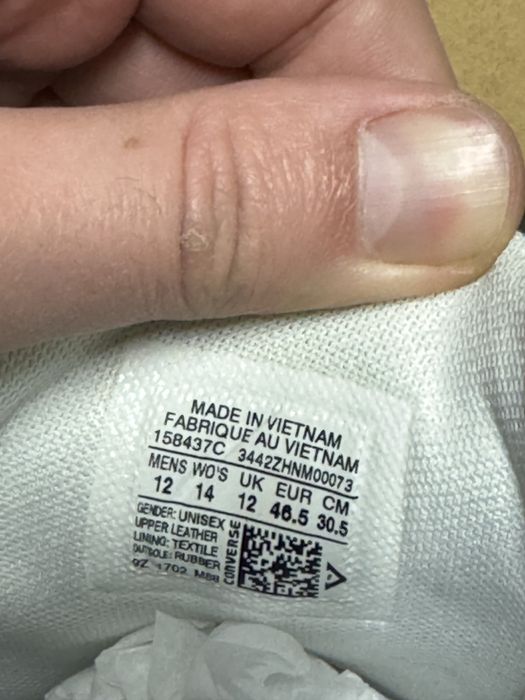 MADE IN VIETNAM
FABRIQUE AU VIETNAM
158437C 3442ZHNM00073
MENS WO'S UK EUR CM
12 14 12 46.5 30.5
GENDER: UNISEX
UPPER LEATHER
LINING: TEXTILE
OUTSOLE: RUBBER
CONVERSE